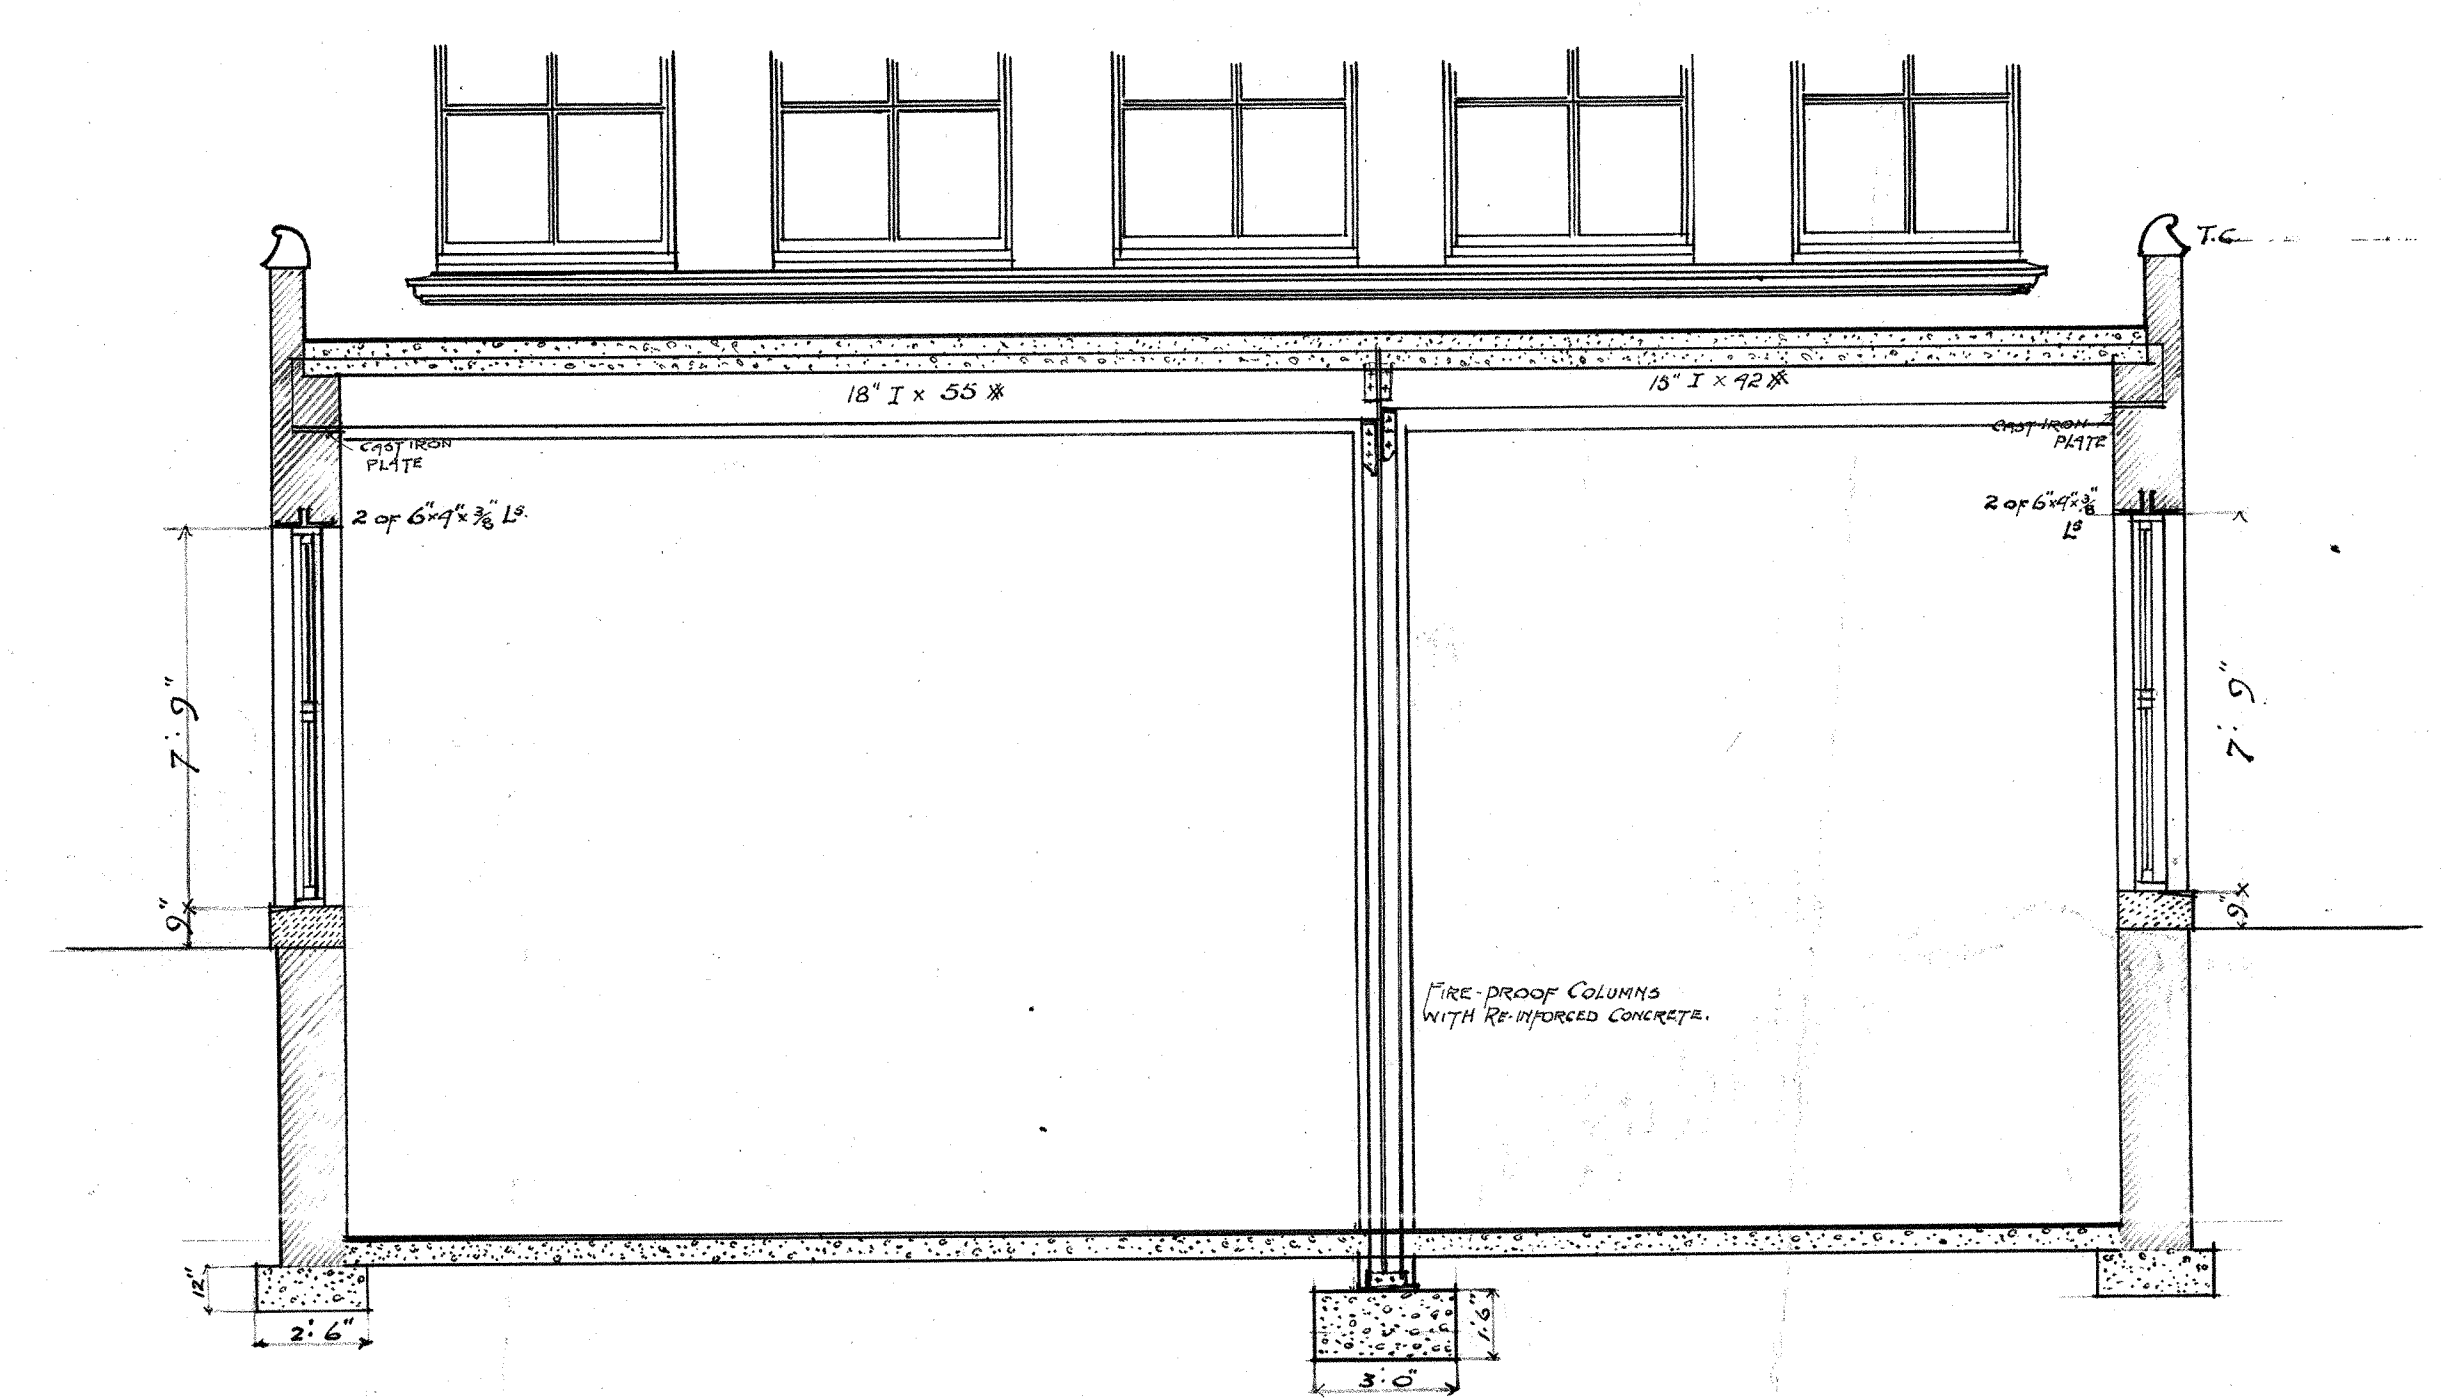 T.C.
18" I x 55 #
15" I x 42 #
CAST IRON
PLATE
CAST IRON
PLATE
2 OF 6"x4"x3/8" Ls.
2 OF 6"x4"x3/8"
Ls
7'. 9"
7'. 9"
9"
9"
FIRE-PROOF COLUMNS
WITH RE-INFORCED CONCRETE.
12"
2'. 6"
1'.6"
3'. 0"